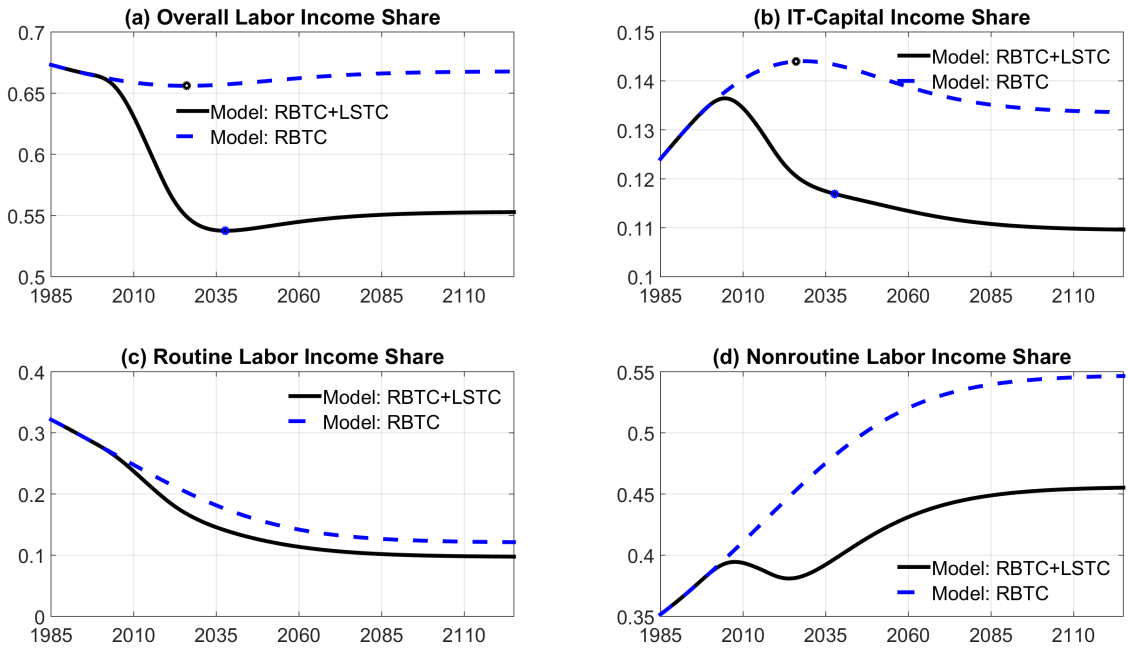 (a) Overall Labor Income Share
0.7
0.65
0.6
0.55
0.5
1985 2010 2035 2060 2085 2110
Model: RBTC+LSTC
Model: RBTC
(b) IT-Capital Income Share
0.15
0.14
0.13
0.12
0.11
0.1
1985 2010 2035 2060 2085 2110
Model: RBTC+LSTC
Model: RBTC
(c) Routine Labor Income Share
0.4
0.3
0.2
0.1
0
1985 2010 2035 2060 2085 2110
Model: RBTC+LSTC
Model: RBTC
(d) Nonroutine Labor Income Share
0.55
0.5
0.45
0.4
0.35
1985 2010 2035 2060 2085 2110
Model: RBTC+LSTC
Model: RBTC